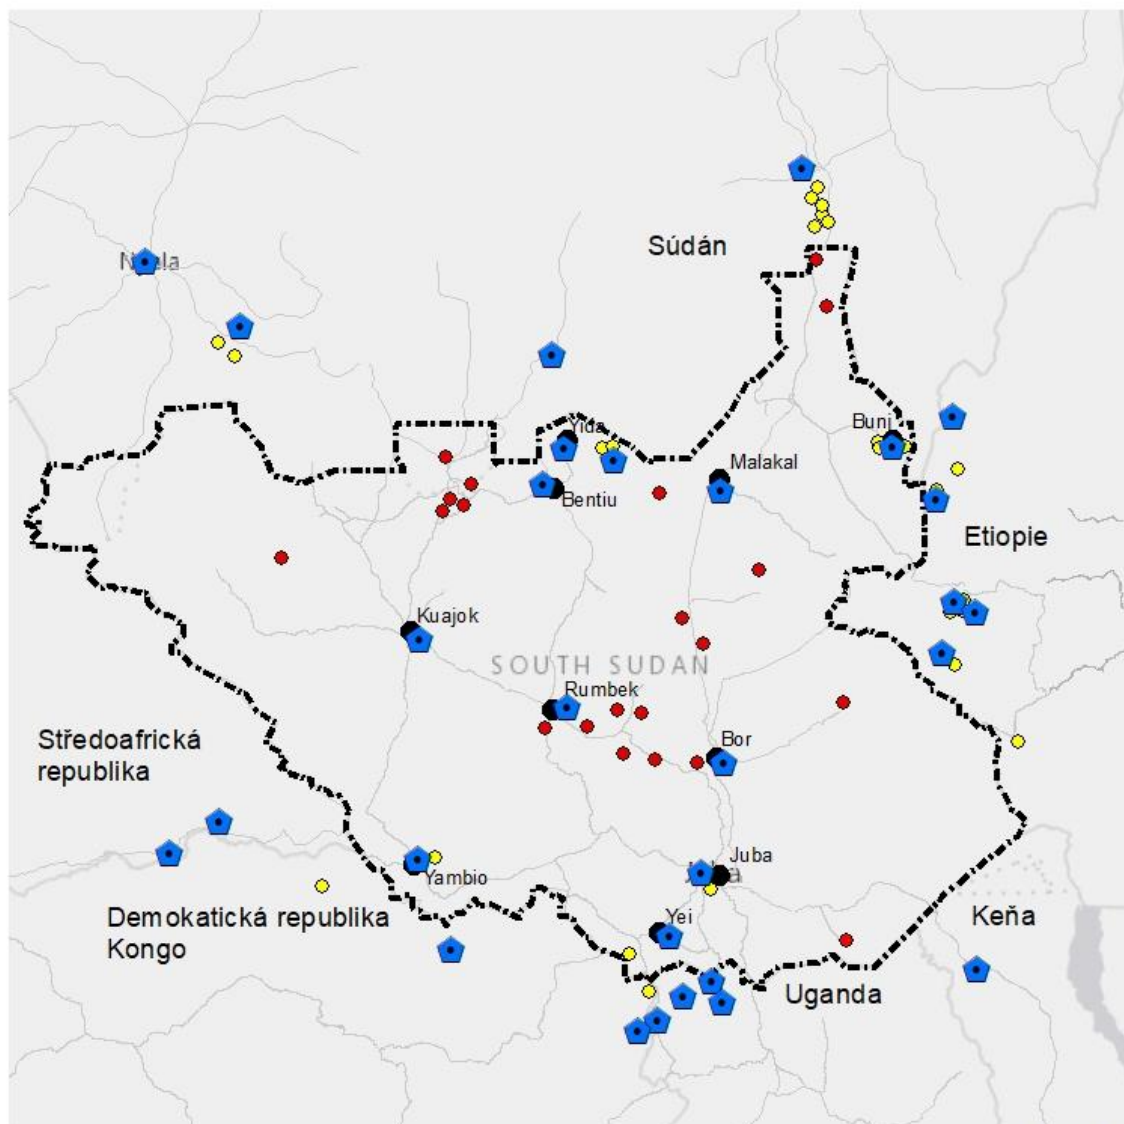 Súdán
Yida
Bunj
Malakal
Bentiu
Etiopie
Kuajok
SOUTH SUDAN
Rumbek
Středoafrická
republika
Bor
Juba
Yambio
Demokatická republika
Kongo
Yei
Keňa
Uganda